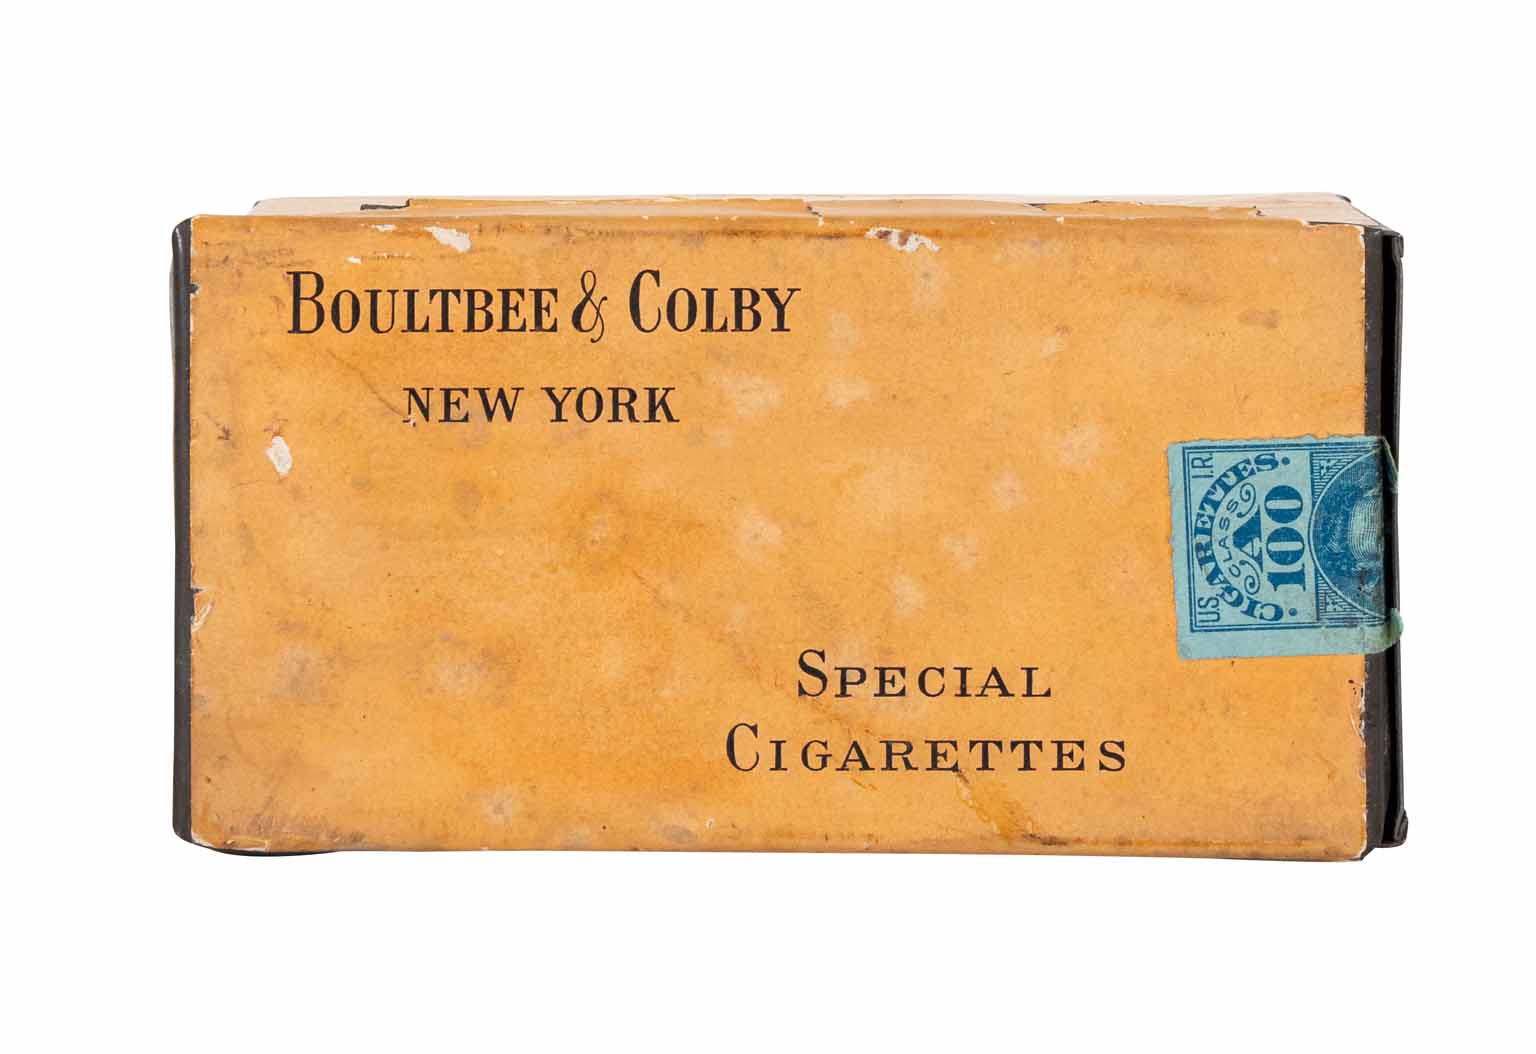 BOULTBEE & COLBY
NEW YORK
SPECIAL
CIGARETTES
U.S. I.R.
CIGARETTES.
CLASS
A
100